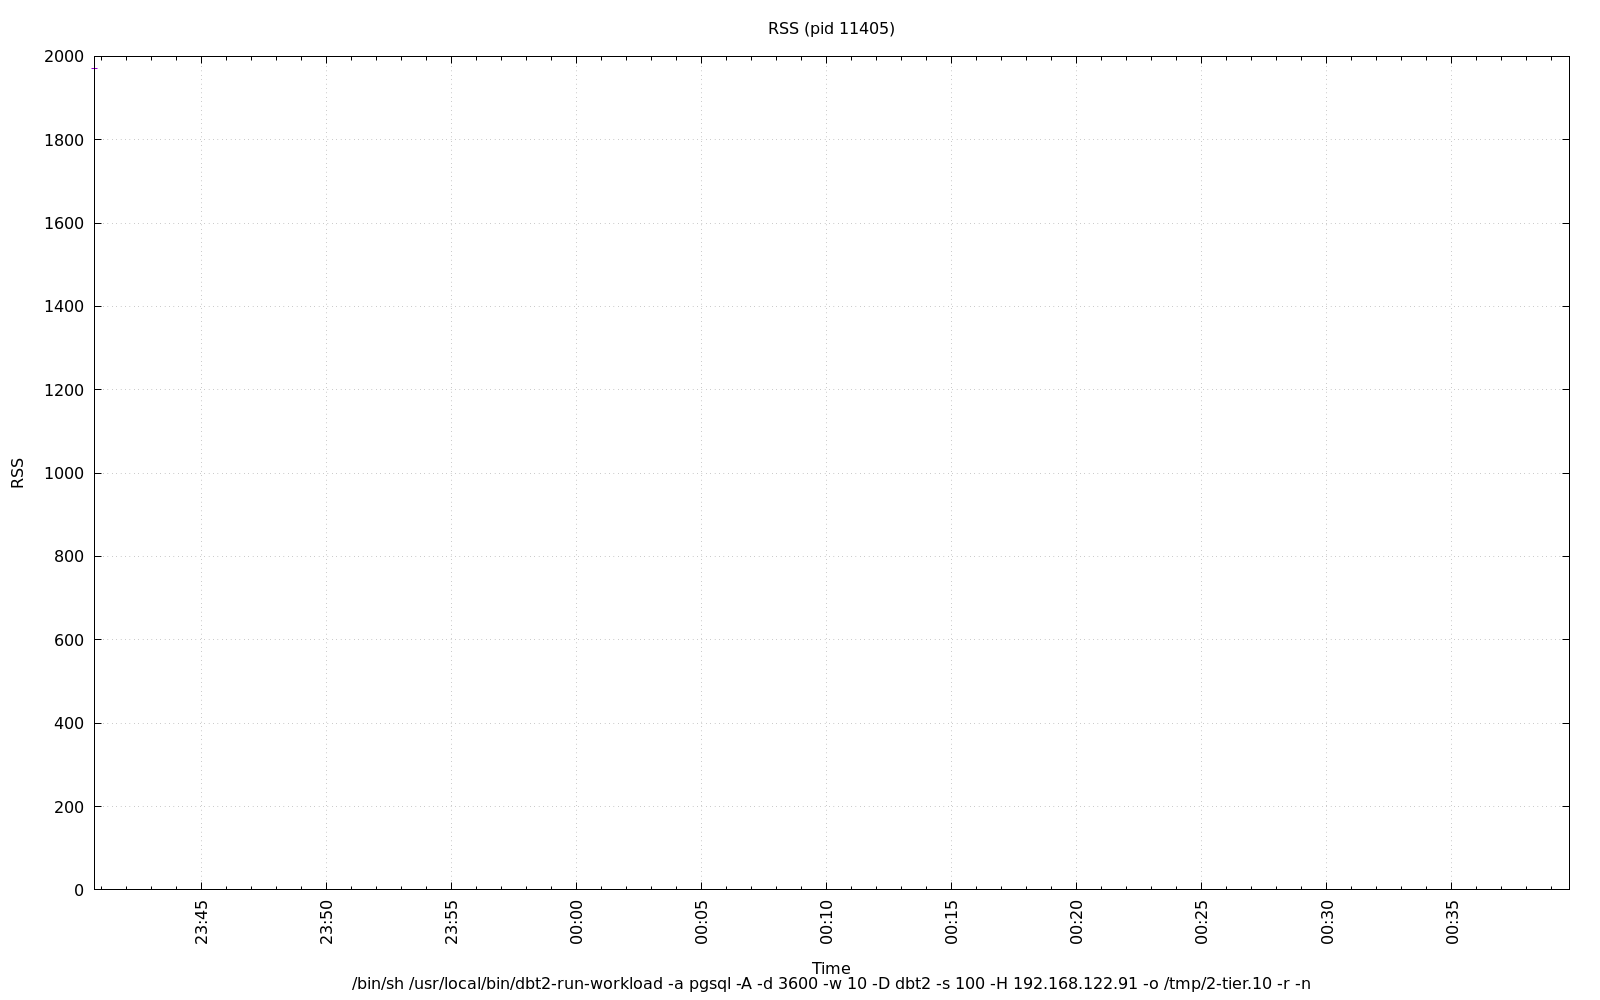 RSS (pid 11405)
2000
1800
1600
1400
1200
1000
800
600
400
200
0
RSS
23:45 23:50 23:55 00:00 00:05 00:10 00:15 00:20 00:25 00:30 00:35
Time
/bin/sh /usr/local/bin/dbt2-run-workload -a pgsql -A -d 3600 -w 10 -D dbt2 -s 100 -H 192.168.122.91 -o /tmp/2-tier.10 -r -n